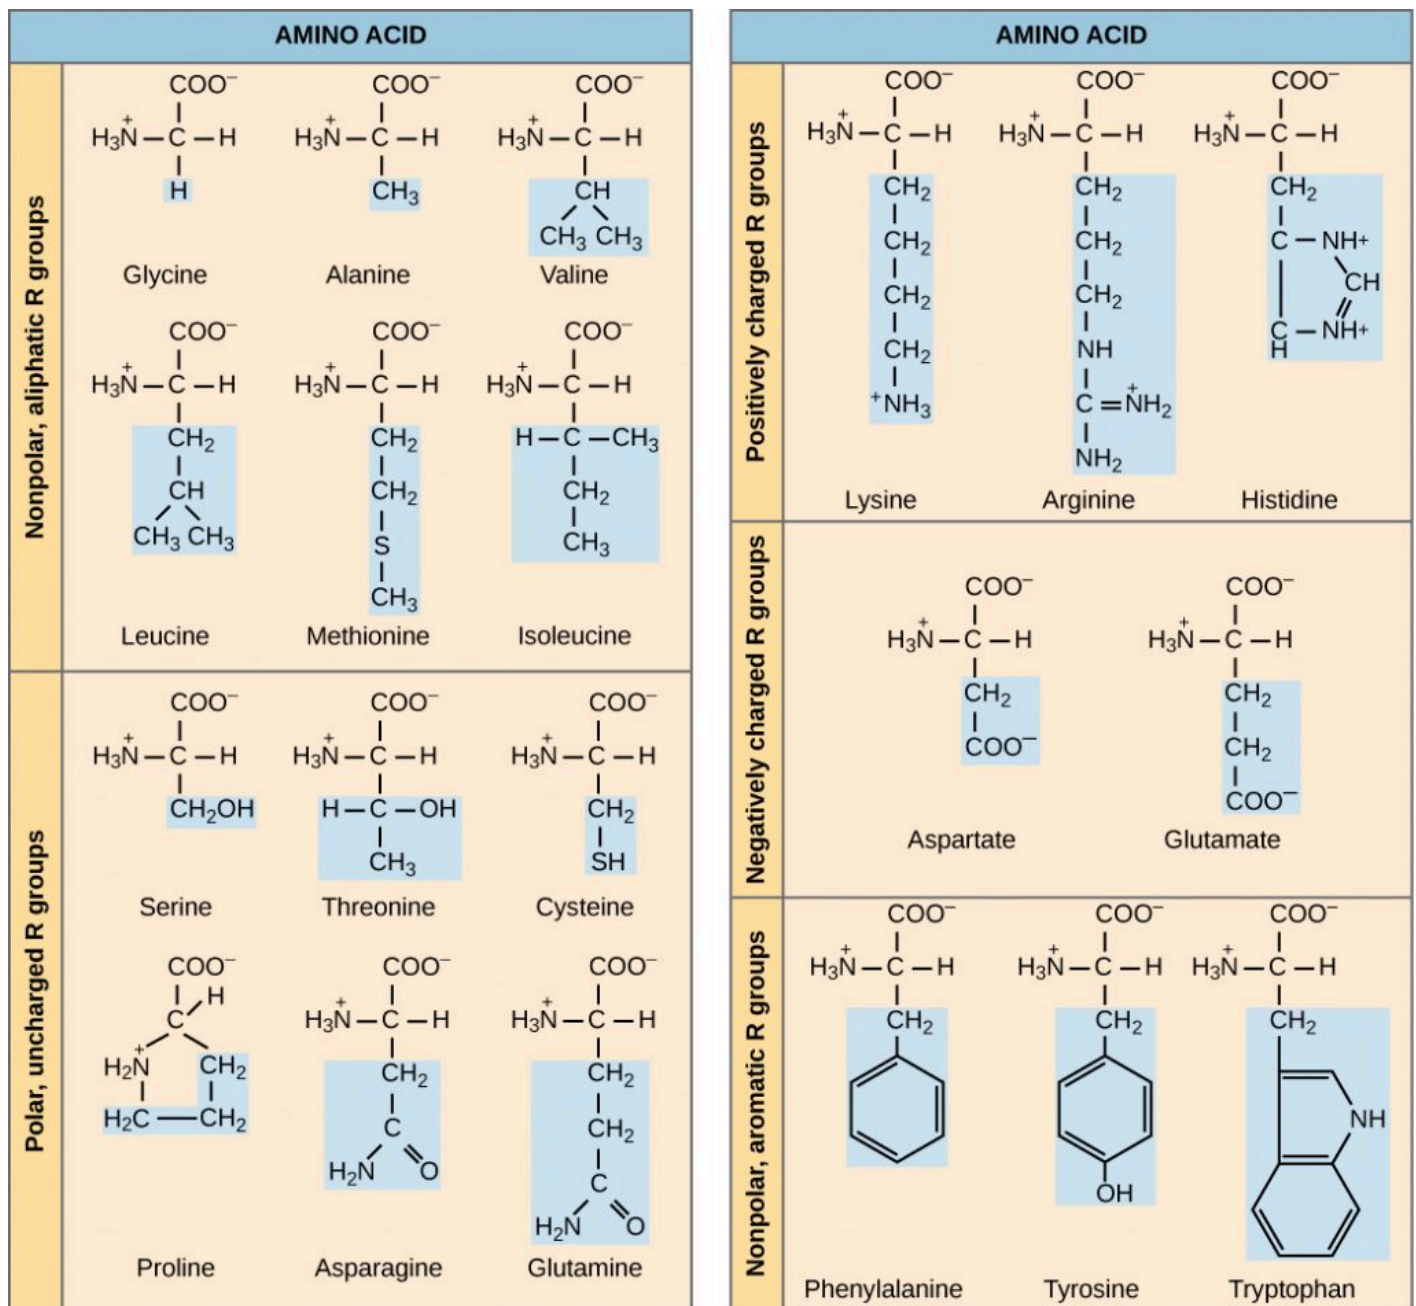 AMINO ACID
Nonpolar, aliphatic R groups
COO⁻ COO⁻ COO⁻
H₃N⁺ C H H₃N⁺ C H H₃N⁺ C H
H CH₃ CH
CH₃ CH₃
Glycine Alanine Valine
COO⁻ COO⁻ COO⁻
H₃N⁺ C H H₃N⁺ C H H₃N⁺ C H
CH₂ CH₂ H C CH₃
CH CH₂ CH₂
CH₃ CH₃ S CH₃
CH₃
Leucine Methionine Isoleucine
Polar, uncharged R groups
COO⁻ COO⁻ COO⁻
H₃N⁺ C H H₃N⁺ C H H₃N⁺ C H
CH₂OH H C OH CH₂
CH₃ SH
Serine Threonine Cysteine
COO⁻ COO⁻ COO⁻
H
C H₃N⁺ C H H₃N⁺ C H
H₂N⁺ CH₂ CH₂ CH₂
H₂C CH₂ C CH₂
H₂N O C
H₂N O
Proline Asparagine Glutamine
AMINO ACID
Positively charged R groups
COO⁻ COO⁻ COO⁻
H₃N⁺ C H H₃N⁺ C H H₃N⁺ C H
CH₂ CH₂ CH₂
CH₂ CH₂ C NH+
CH
CH₂ CH₂
C NH+
H
CH₂ NH
⁺NH₃ C =NH₂⁺
NH₂
Lysine Arginine Histidine
Negatively charged R groups
COO⁻ COO⁻
H₃N⁺ C H H₃N⁺ C H
CH₂ CH₂
COO⁻ CH₂
COO⁻
Aspartate Glutamate
Nonpolar, aromatic R groups
COO⁻ COO⁻ COO⁻
H₃N⁺ C H H₃N⁺ C H H₃N⁺ C H
CH₂ CH₂ CH₂
NH
OH
Phenylalanine Tyrosine Tryptophan